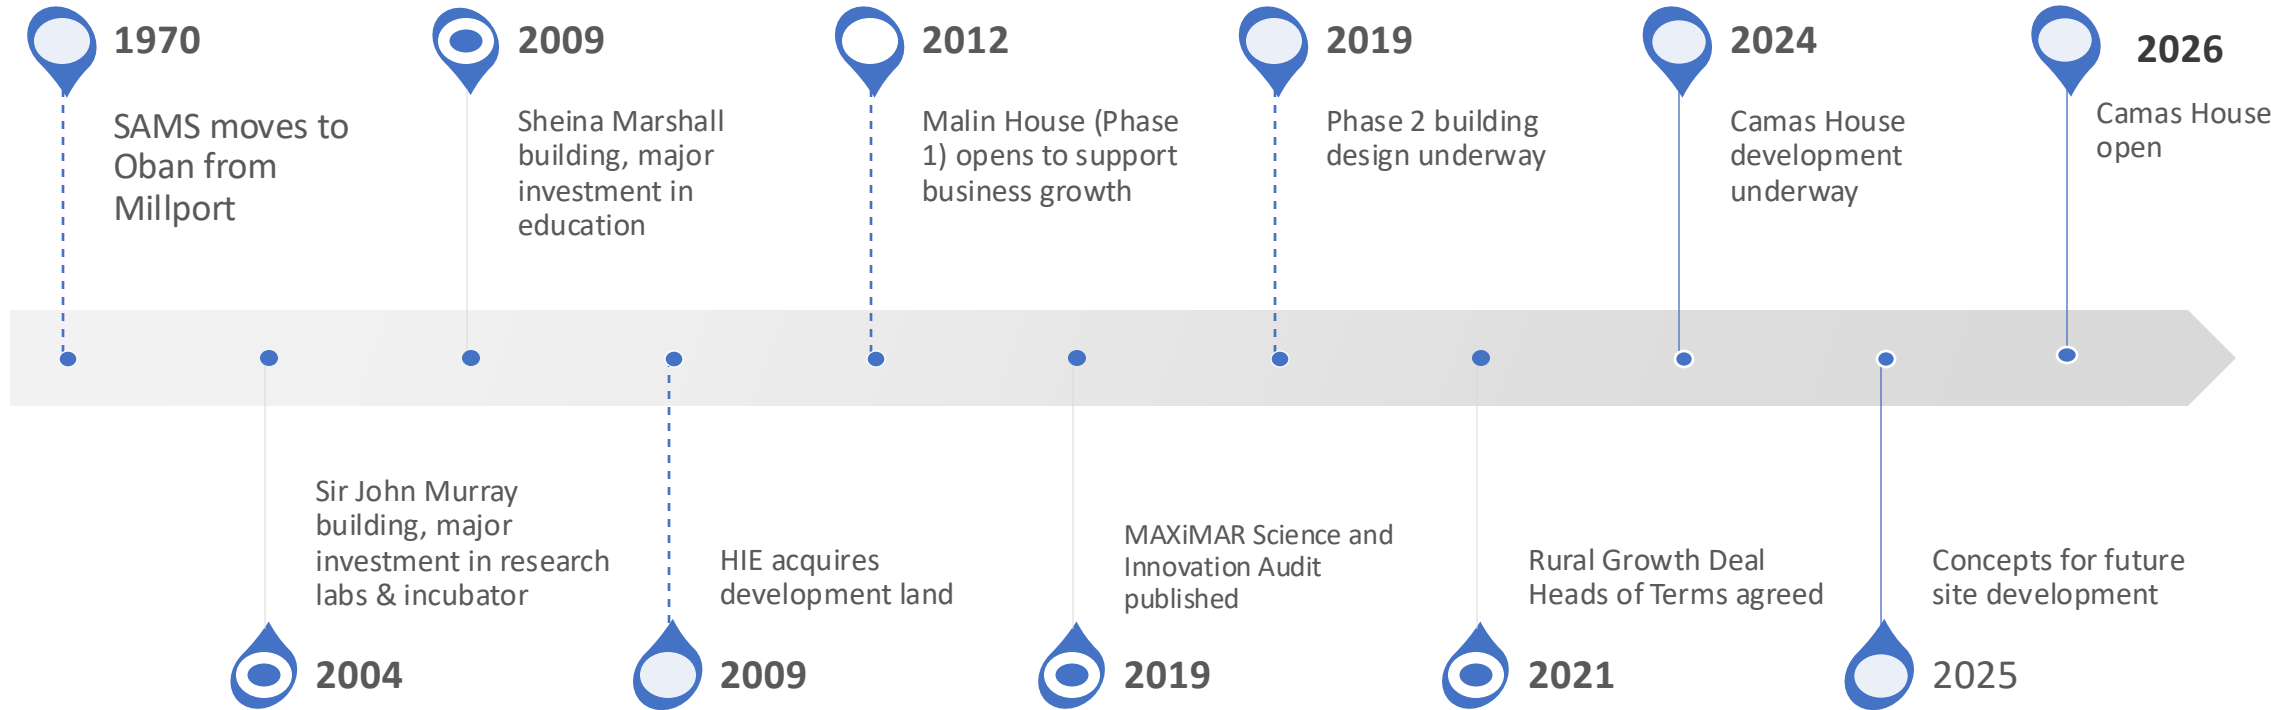 1970
SAMS moves to
Oban from
Millport
2004
Sir John Murray
building, major
investment in research
labs & incubator
2009
Sheina Marshall
building, major
investment in
education
2009
HIE acquires
development land
2012
Malin House (Phase
1) opens to support
business growth
2019
MAXiMAR Science and
Innovation Audit
published
2019
Phase 2 building
design underway
2021
Rural Growth Deal
Heads of Terms agreed
2024
Camas House
development
underway
2025
Concepts for future
site development
2026
Camas House
open